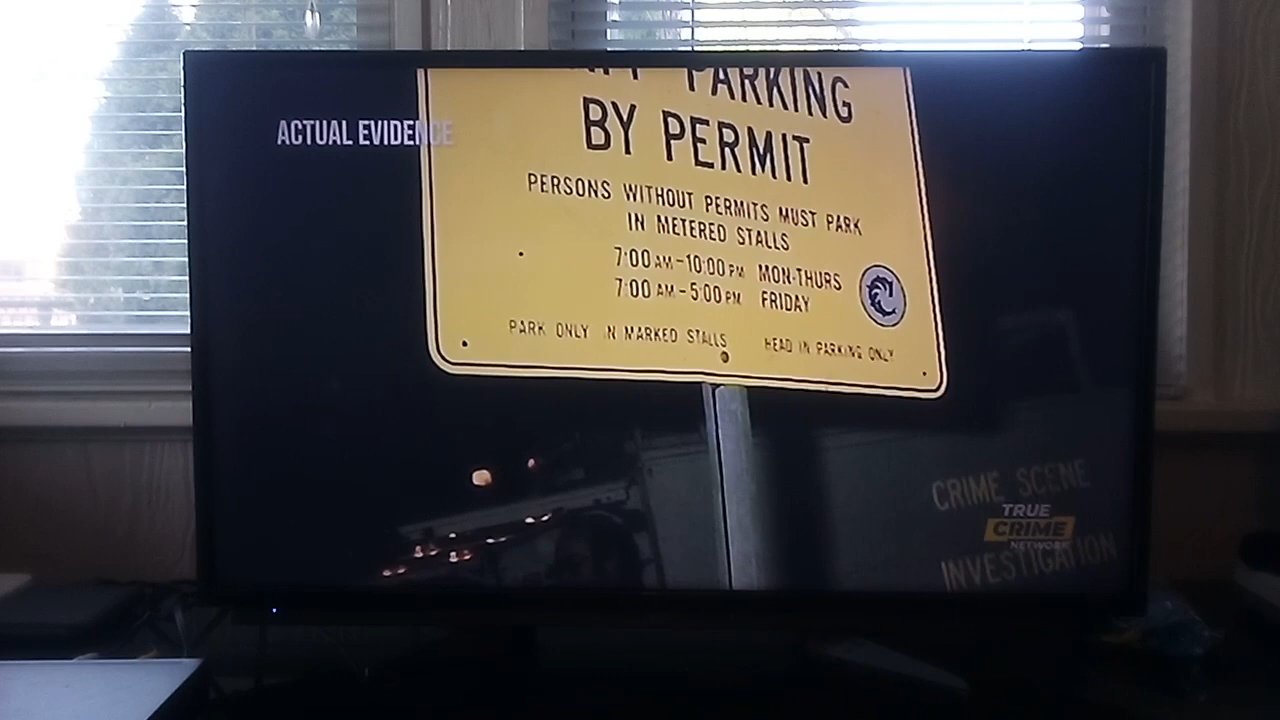 ACTUAL EVIDENCE
PARKING
BY PERMIT
PERSONS WITHOUT PERMITS MUST PARK
IN METERED STALLS
7:00 AM-10:00 PM MON-THURS
7:00 AM-5:00 PM FRIDAY
PARK ONLY IN MARKED STALLS HEAD IN PARKING ONLY
CRIME SCENE
TRUE
CRIME
NETWORK
INVESTIGATION